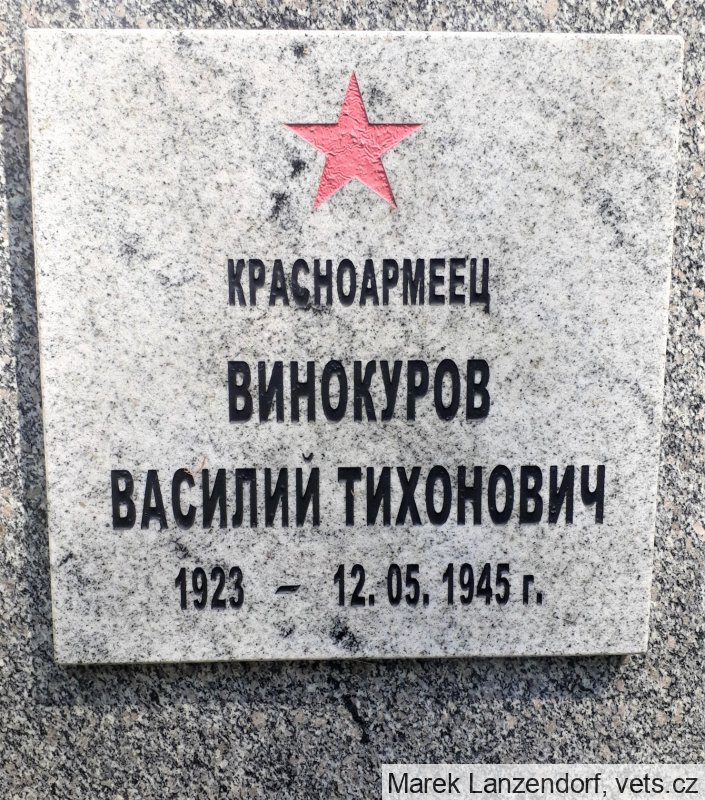 КРАСНОАРМЕЕЦ
ВИНОКУРОВ
ВАСИЛИЙ ТИХОНОВИЧ
1923 – 12. 05. 1945 г.
Marek Lanzendorf, vets.cz